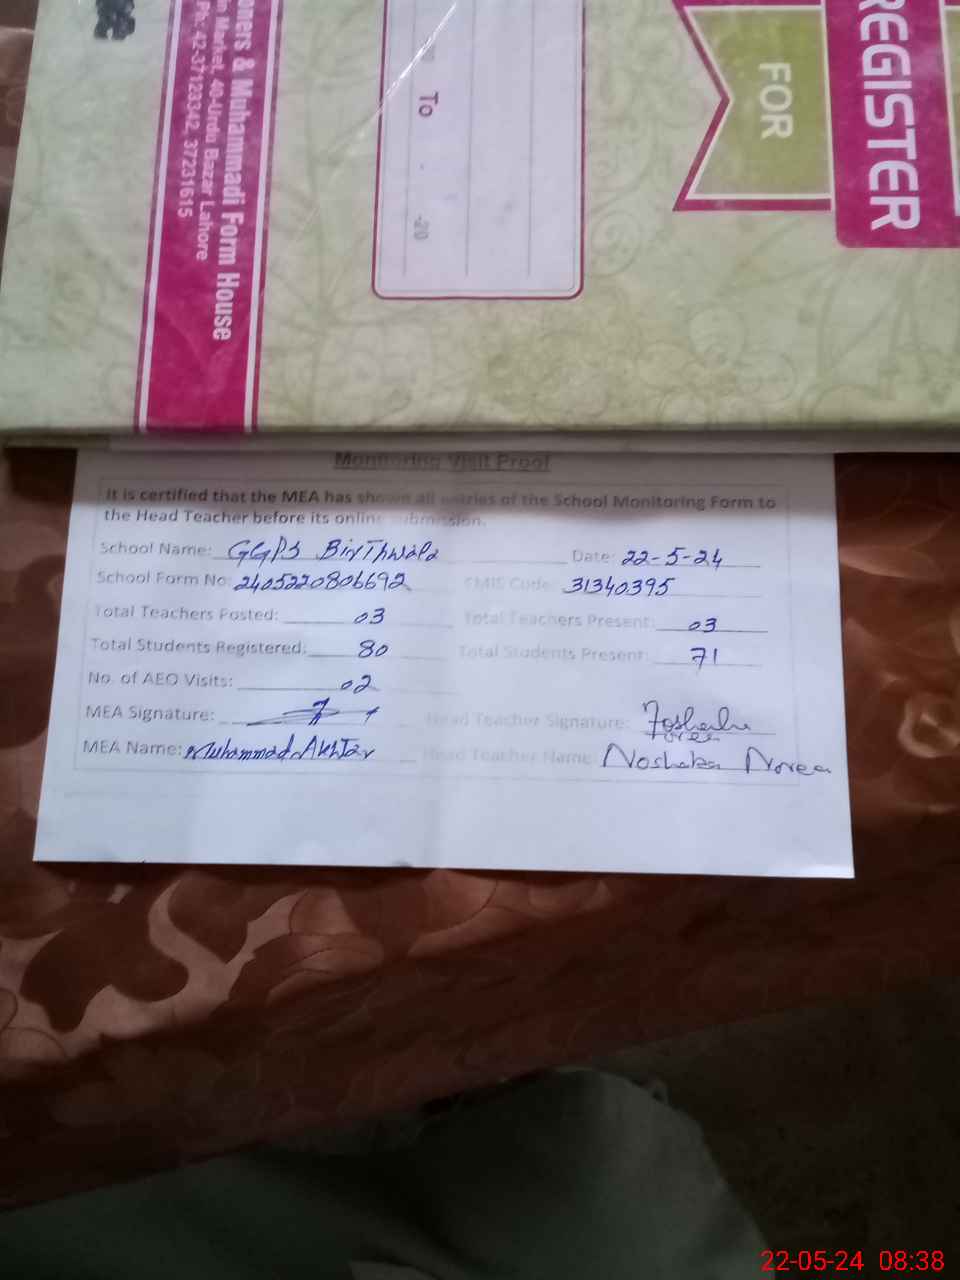 REGISTER
FOR
To
-20
oners & Muhammadi Form House
in Market, 40-Urdu Bazar Lahore
Ph: 42-37123342, 37231615
Monitoring Visit Proof
It is certified that the MEA has shown all entries of the School Monitoring Form to
the Head Teacher before its online submission.
School Name: GGPS Date: 22-5-24
School Form No: 2405220806692 EMIS Code: 31340395
Total Teachers Posted: 03 Total Teachers Present: 03
Total Students Registered: 80 Total Students Present: 71
No. of AEO Visits: 02
MEA Signature: Head Teacher Signature:
MEA Name: Muhammad Akhtar Head Teacher Name: Noshaba Noreen
22-05-24 08:38